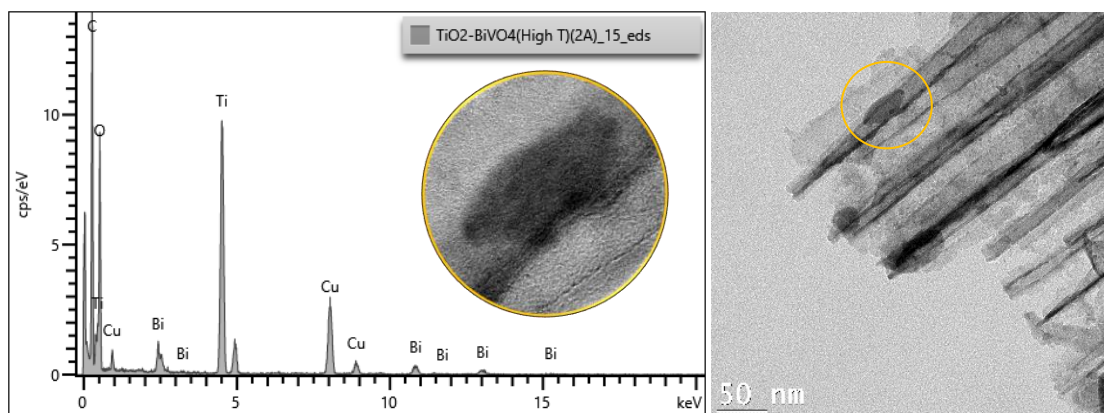 TiO2-BiVO4(High T)(2A)_15_eds
C
O
Ti
Ti
Cu
Bi
Bi
Cu
Cu
Bi
Bi
Bi
Bi
cps/eV
10
5
0
0
5
10
15
keV
50 nm